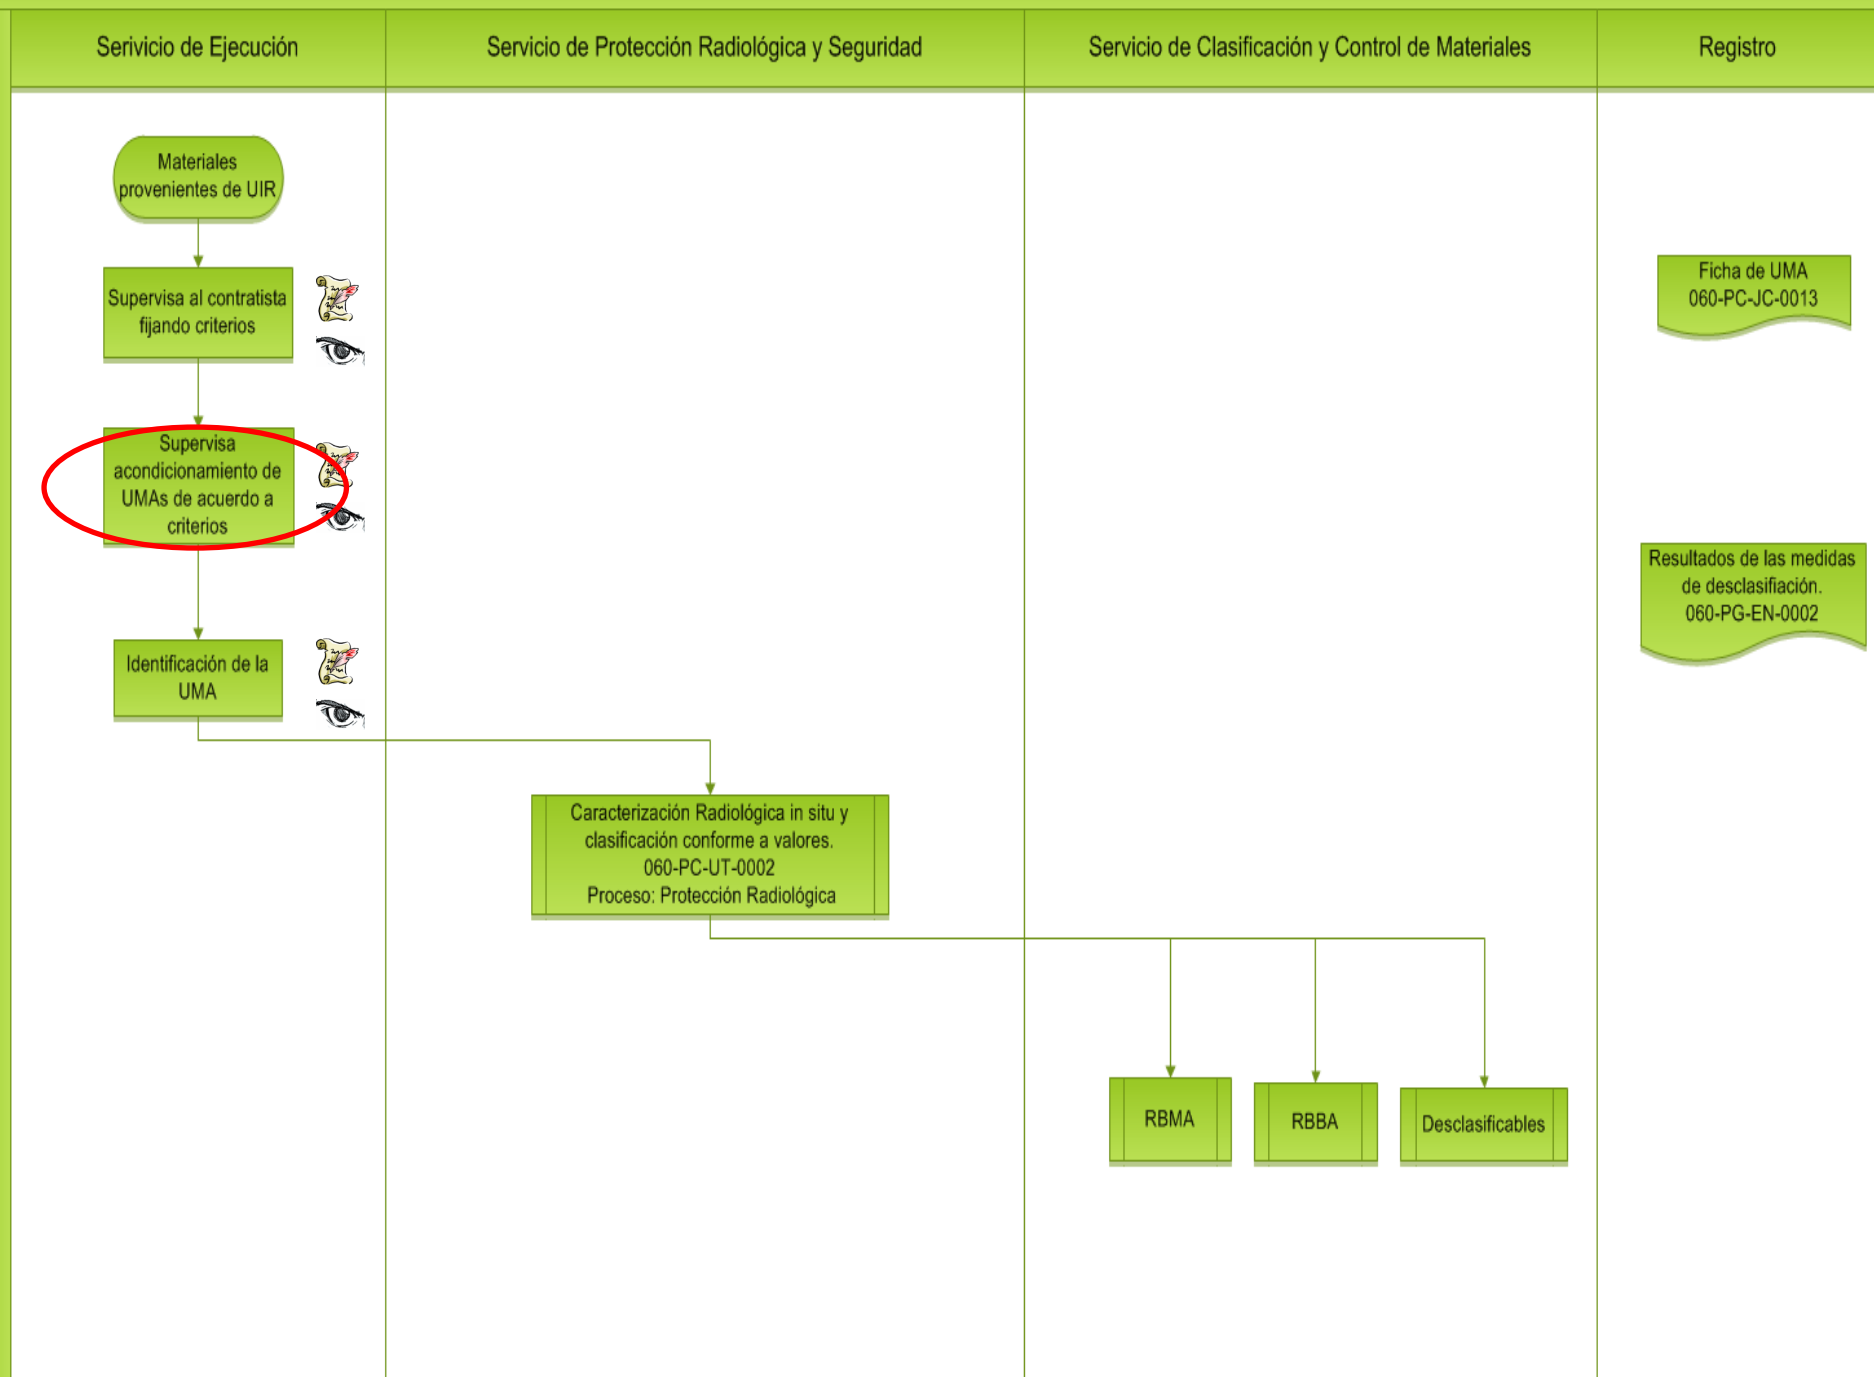 Serivicio de Ejecución
Servicio de Protección Radiológica y Seguridad
Servicio de Clasificación y Control de Materiales
Registro
Materiales
provenientes de UIR
Supervisa al contratista
fijando criterios
Ficha de UMA
060-PC-JC-0013
Supervisa
acondicionamiento de
UMAs de acuerdo a
criterios
Resultados de las medidas
de desclasifiación.
060-PG-EN-0002
Identificación de la
UMA
Caracterización Radiológica in situ y
clasificación conforme a valores.
060-PC-UT-0002
Proceso: Protección Radiológica
RBMA
RBBA
Desclasificables